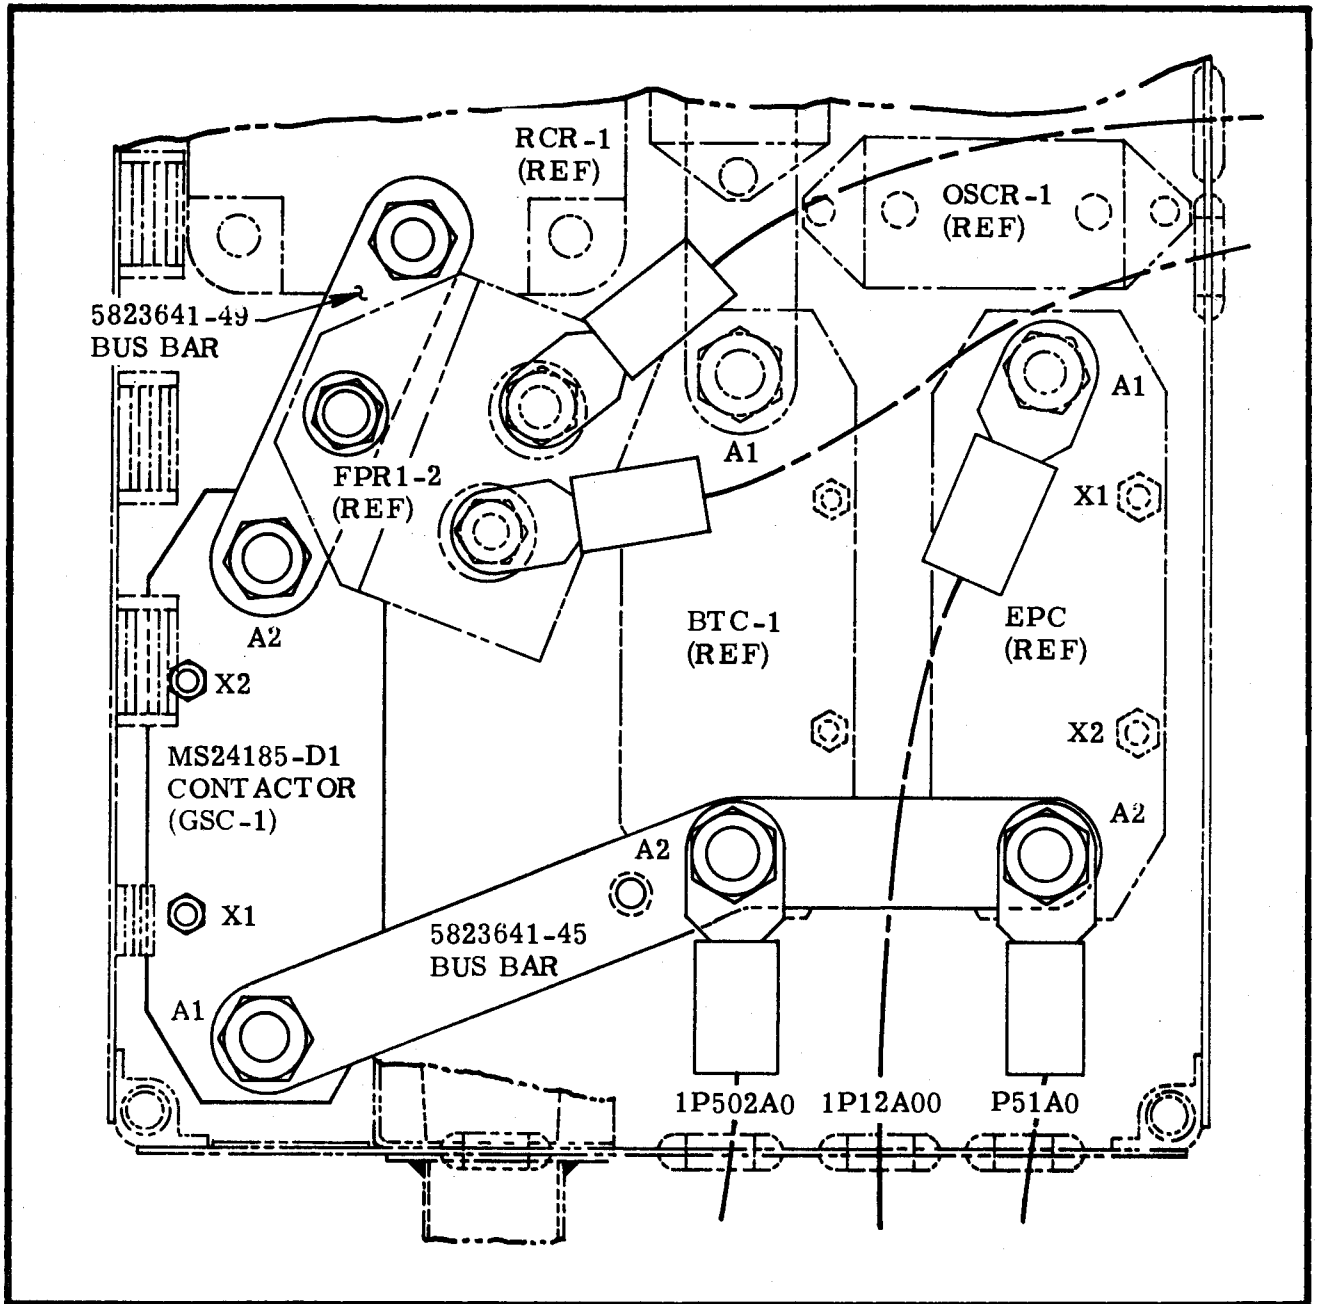 RCR-1
(REF)
OSCR-1
(REF)
5823641-49
BUS BAR
A1
A1
FPR1-2
(REF)
X1
A2
BTC-1
(REF)
EPC
(REF)
X2
X2
MS24185-D1
CONTACTOR
(GSC-1)
A2
A2
X1
5823641-45
BUS BAR
A1
1P502A0
1P12A00
P51A0